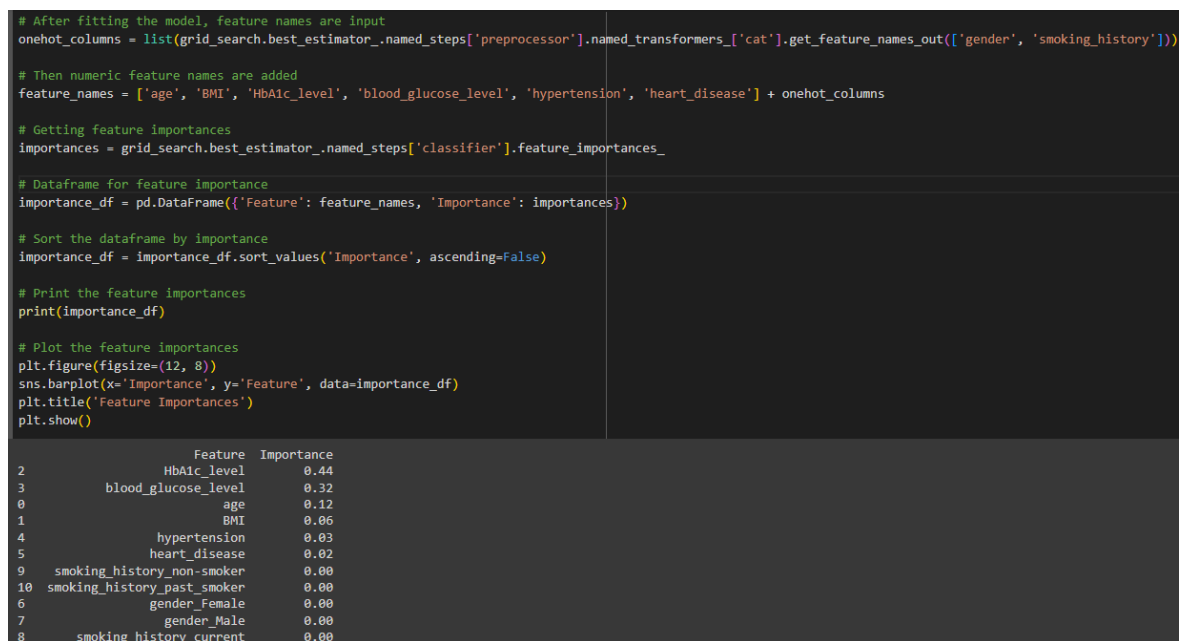 # After fitting the model, feature names are input
onehot_columns = list(grid_search.best_estimator_.named_steps['preprocessor'].named_transformers_['cat'].get_feature_names_out(['gender', 'smoking_history']))
# Then numeric feature names are added
feature_names = ['age', 'BMI', 'HbA1c_level', 'blood_glucose_level', 'hypertension', 'heart_disease'] + onehot_columns
# Getting feature importances
importances = grid_search.best_estimator_.named_steps['classifier'].feature_importances_
# Dataframe for feature importance
importance_df = pd.DataFrame({'Feature': feature_names, 'Importance': importances})
# Sort the dataframe by importance
importance_df = importance_df.sort_values('Importance', ascending=False)
# Print the feature importances
print(importance_df)
# Plot the feature importances
plt.figure(figsize=(12, 8))
sns.barplot(x='Importance', y='Feature', data=importance_df)
plt.title('Feature Importances')
plt.show()
Feature Importance
2 HbA1c_level 0.44
3 blood_glucose_level 0.32
0 age 0.12
1 BMI 0.06
4 hypertension 0.03
5 heart_disease 0.02
9 smoking_history_non-smoker 0.00
10 smoking_history_past_smoker 0.00
6 gender_Female 0.00
7 gender_Male 0.00
8 smoking_history_current 0.00